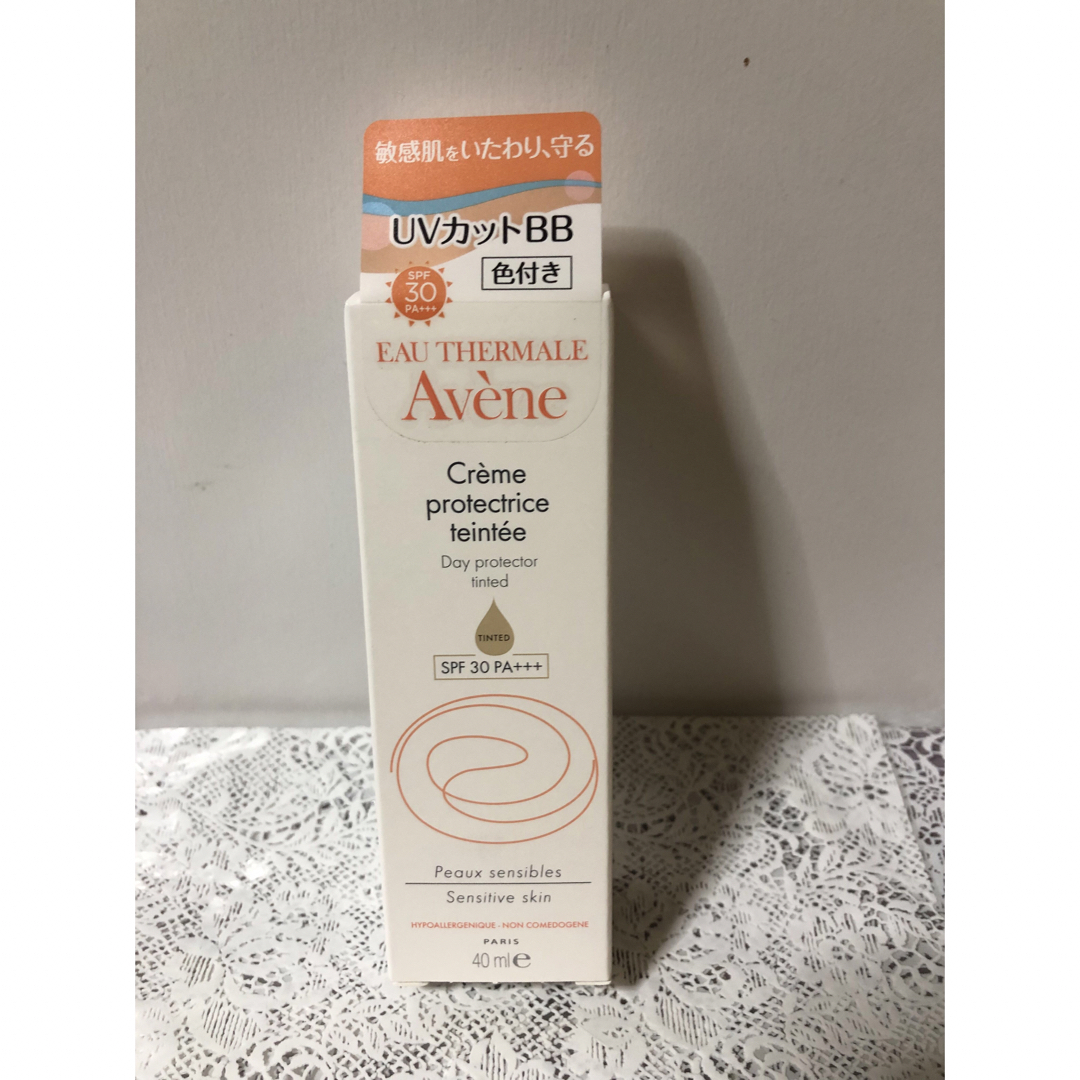 敏感肌をいたわり、守る
UVカットBB
色付き
SPF
30
PA+++
EAU THERMALE
Avène
Crème
protectrice
teintée
Day protector
tinted
TINTED
SPF 30 PA+++
Peaux sensibles
Sensitive skin
HYPOALLERGENIQUE - NON COMEDOGENE
PARIS
40 ml e